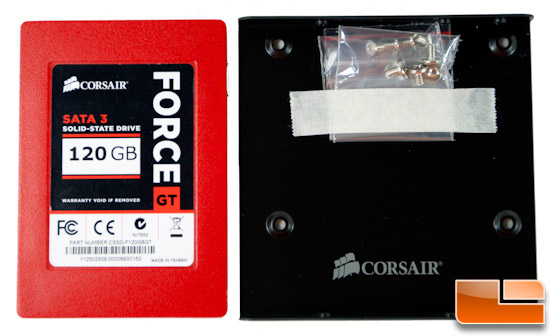 CORSAIR
SATA 3
SOLID-STATE DRIVE
120 GB
WARRANTY VOID IF REMOVED
FORCE
GT
FC CE
N17850
PART NUMBER CSSD-F120GBGT
MADE IN TAIWAN
CORSAIR